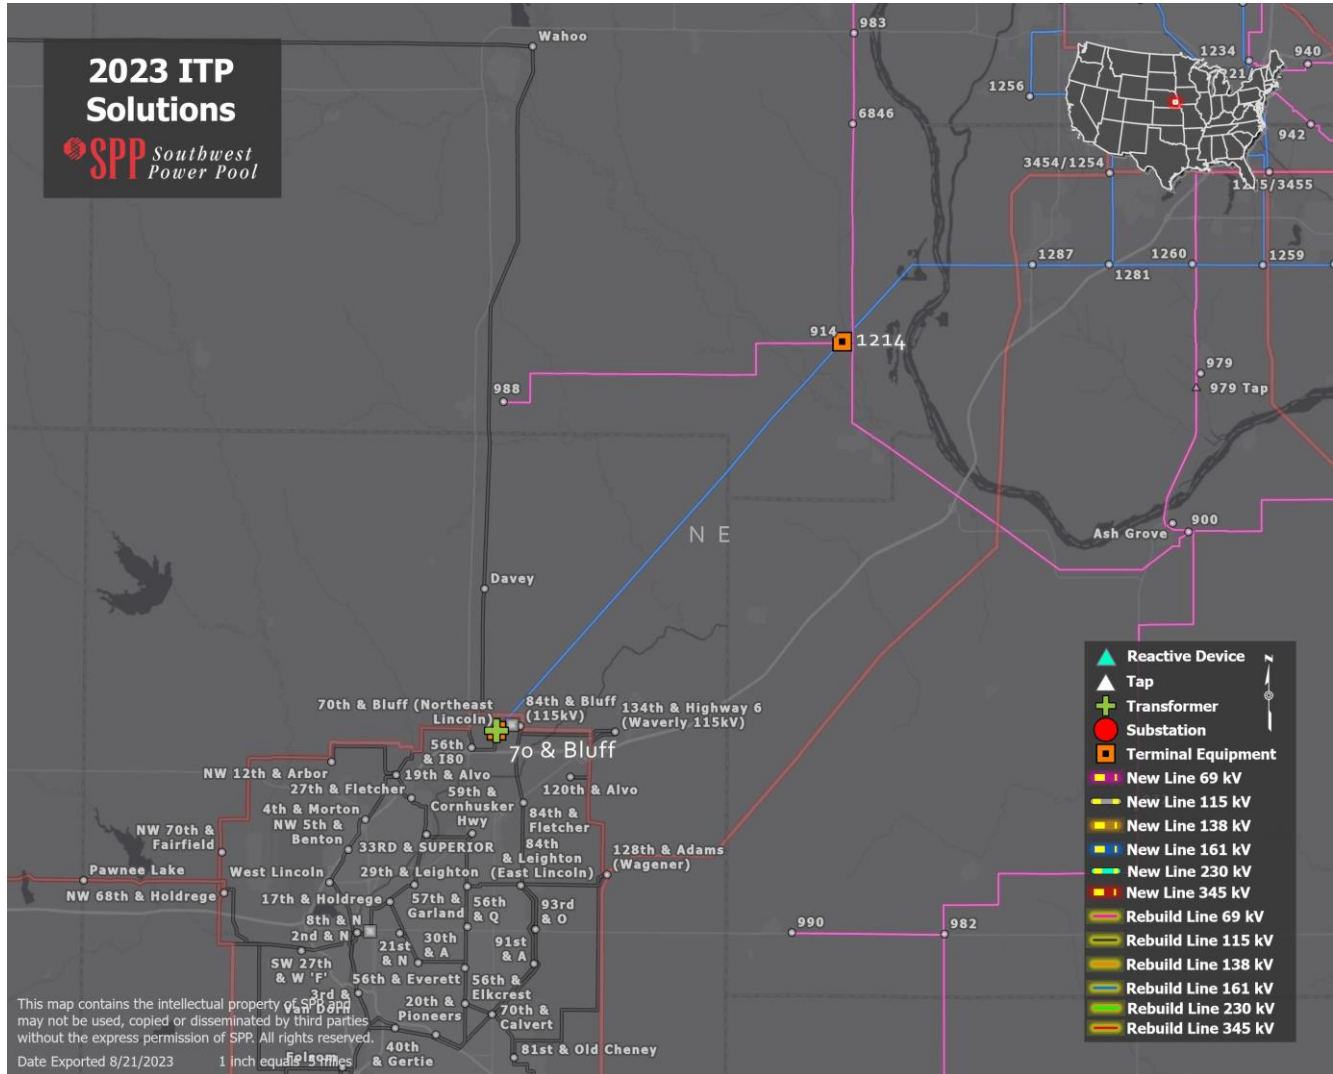 2023 ITP
Solutions
SPP Southwest
Power Pool
Wahoo
983
6846
1256
1234
940
942
3454/1254
1287
1281
1260
1259
914
1214
988
979
979 Tap
900
Ash Grove
N E
Davey
70th & Bluff (Northeast
Lincoln)
84th & Bluff
(115kV)
134th & Highway 6
(Waverly 115kV)
70 & Bluff
56th
& I80
NW 12th & Arbor
19th & Alvo
27th & Fletcher
59th &
Cornhusker
Hwy
120th & Alvo
4th & Morton
NW 5th &
Benton
84th &
Fletcher
NW 70th &
Fairfield
33RD & SUPERIOR
84th
& Leighton
(East Lincoln)
128th & Adams
(Wagener)
Pawnee Lake
West Lincoln
29th & Leighton
NW 68th & Holdrege
17th & Holdrege
57th &
Garland
56th
& Q
93rd
& O
8th & N
2nd & N
21st
& N
30th
& A
91st
& A
SW 27th
& W 'F'
56th & Everett
56th &
Elkcrest
3rd &
Van Dorn
20th &
Pioneers
70th &
Calvert
40th
& Gertie
81st & Old Cheney
Folsom
990
982
Reactive Device
Tap
Transformer
Substation
Terminal Equipment
New Line 69 kV
New Line 115 kV
New Line 138 kV
New Line 161 kV
New Line 230 kV
New Line 345 kV
Rebuild Line 69 kV
Rebuild Line 115 kV
Rebuild Line 138 kV
Rebuild Line 161 kV
Rebuild Line 230 kV
Rebuild Line 345 kV
N
This map contains the intellectual property of SPP and
may not be used, copied or disseminated by third parties
without the express permission of SPP. All rights reserved.
Date Exported 8/21/2023 1 inch equals 5 miles